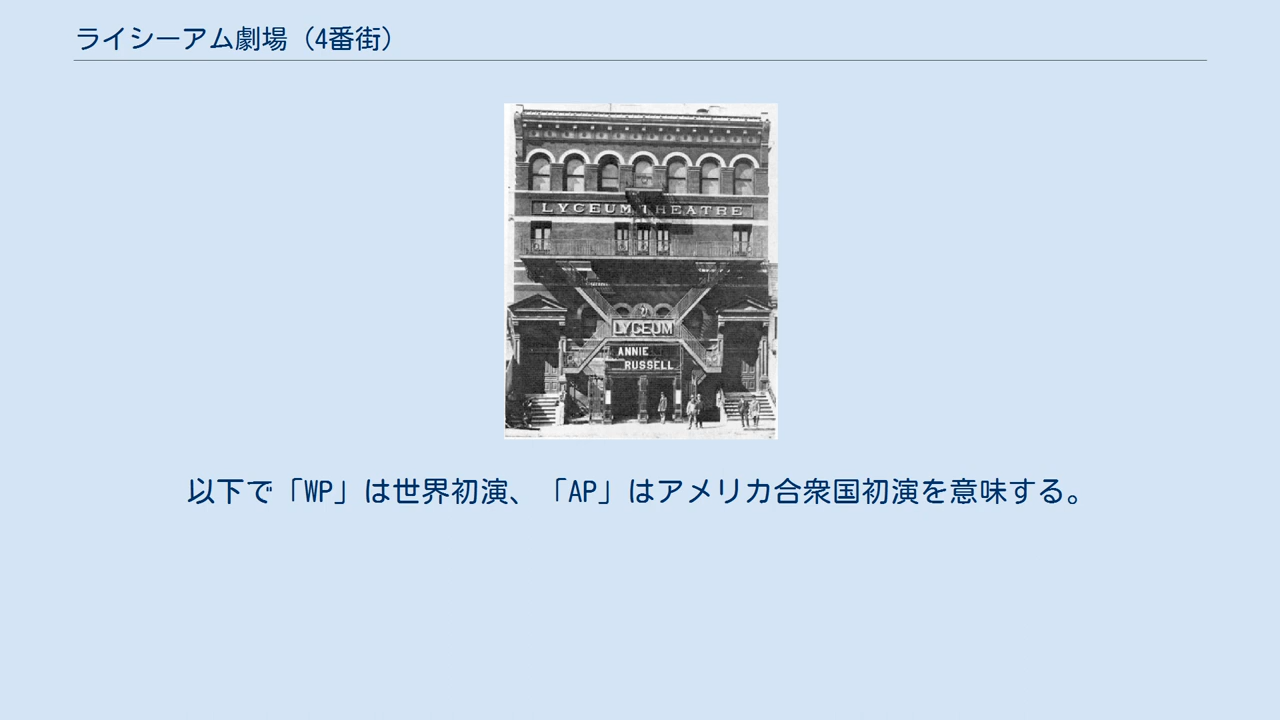 ライシーアム劇場（4番街）
LYCEUM THEATRE
LYCEUM
ANNIE
RUSSELL
以下で「WP」は世界初演、「AP」はアメリカ合衆国初演を意味する。